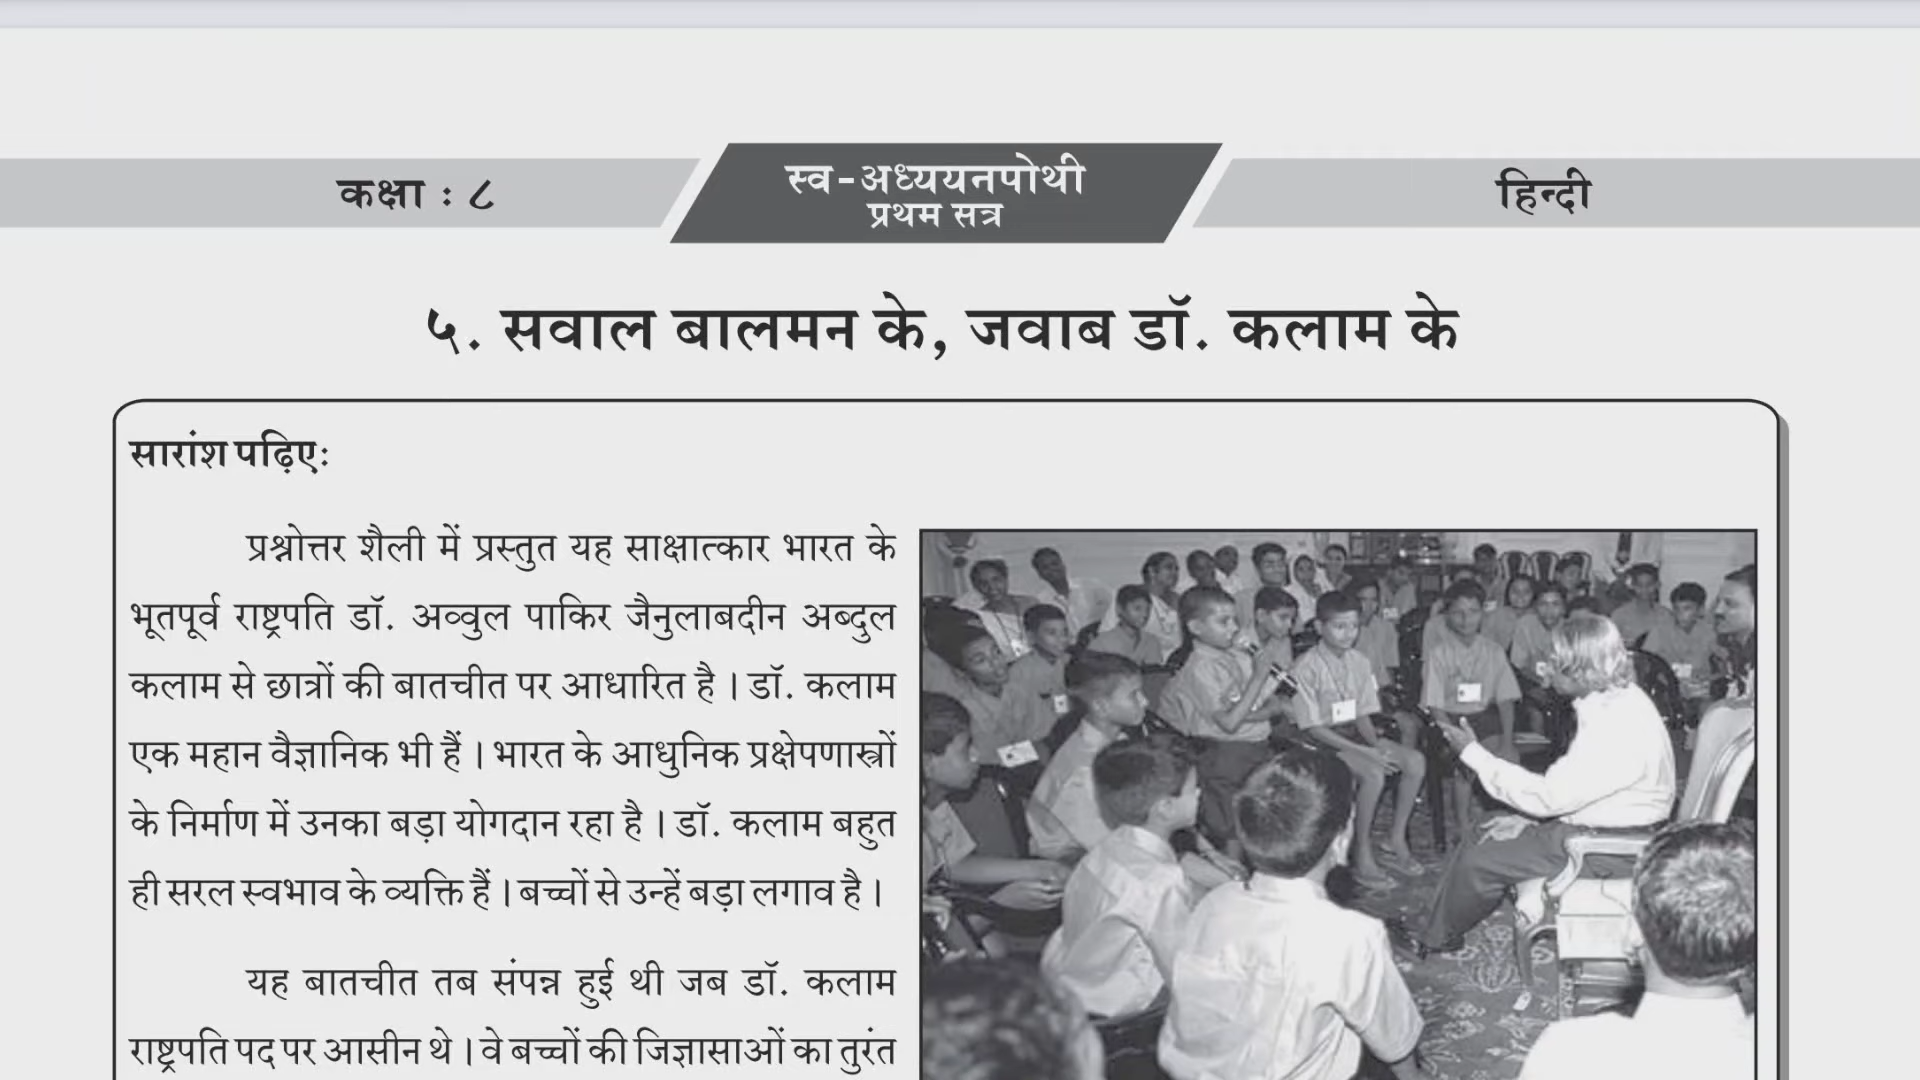 कक्षा : ८
स्व-अध्ययनपोथी
प्रथम सत्र
हिन्दी
५. सवाल बालमन के, जवाब डॉ. कलाम के
सारांश पढ़िएः
प्रश्नोत्तर शैली में प्रस्तुत यह साक्षात्कार भारत के
भूतपूर्व राष्ट्रपति डॉ. अव्वुल पाकिर जैनुलाबदीन अब्दुल
कलाम से छात्रों की बातचीत पर आधारित है । डॉ. कलाम
एक महान वैज्ञानिक भी हैं । भारत के आधुनिक प्रक्षेपणास्त्रों
के निर्माण में उनका बड़ा योगदान रहा है । डॉ. कलाम बहुत
ही सरल स्वभाव के व्यक्ति हैं । बच्चों से उन्हें बड़ा लगाव है ।
यह बातचीत तब संपन्न हुई थी जब डॉ. कलाम
राष्ट्रपति पद पर आसीन थे । वे बच्चों की जिज्ञासाओं का तुरंत